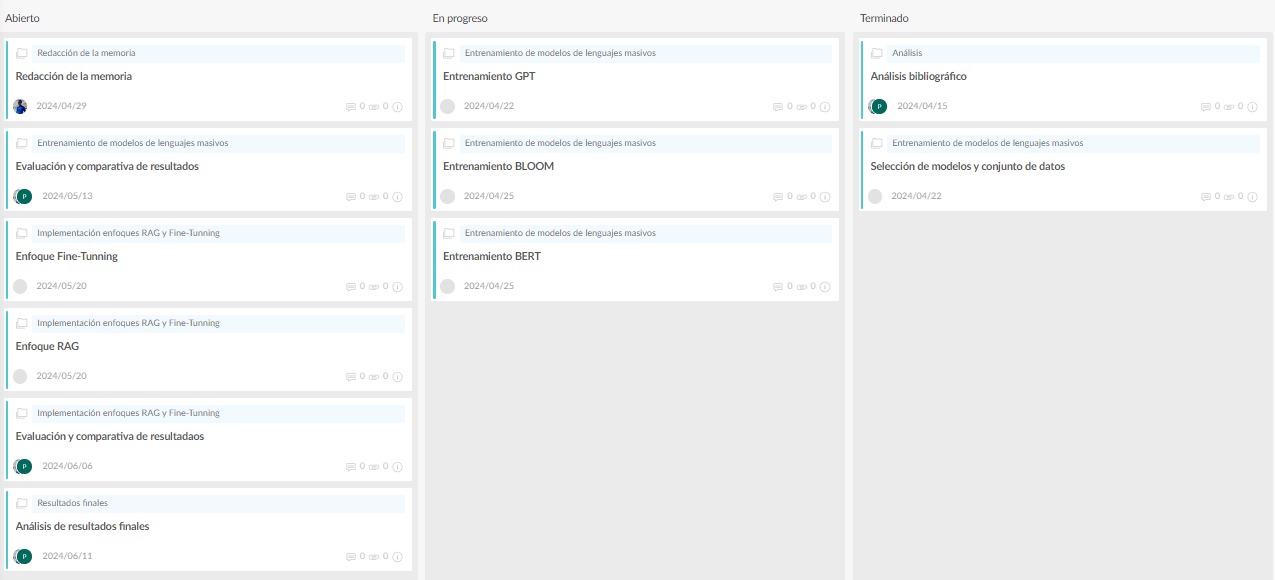 Abierto
Redacción de la memoria
Redacción de la memoria
2024/04/29 0 0
Entrenamiento de modelos de lenguajes masivos
Evaluación y comparativa de resultados
P 2024/05/13 0 0
Implementación enfoques RAG y Fine-Tunning
Enfoque Fine-Tunning
2024/05/20 0 0
Implementación enfoques RAG y Fine-Tunning
Enfoque RAG
2024/05/20 0 0
Implementación enfoques RAG y Fine-Tunning
Evaluación y comparativa de resultadaos
P 2024/06/06 0 0
Resultados finales
Análisis de resultados finales
P 2024/06/11 0 0
En progreso
Entrenamiento de modelos de lenguajes masivos
Entrenamiento GPT
2024/04/22 0 0
Entrenamiento de modelos de lenguajes masivos
Entrenamiento BLOOM
2024/04/25 0 0
Entrenamiento de modelos de lenguajes masivos
Entrenamiento BERT
2024/04/25 0 0
Terminado
Análisis
Análisis bibliográfico
P 2024/04/15 0 0
Entrenamiento de modelos de lenguajes masivos
Selección de modelos y conjunto de datos
2024/04/22 0 0